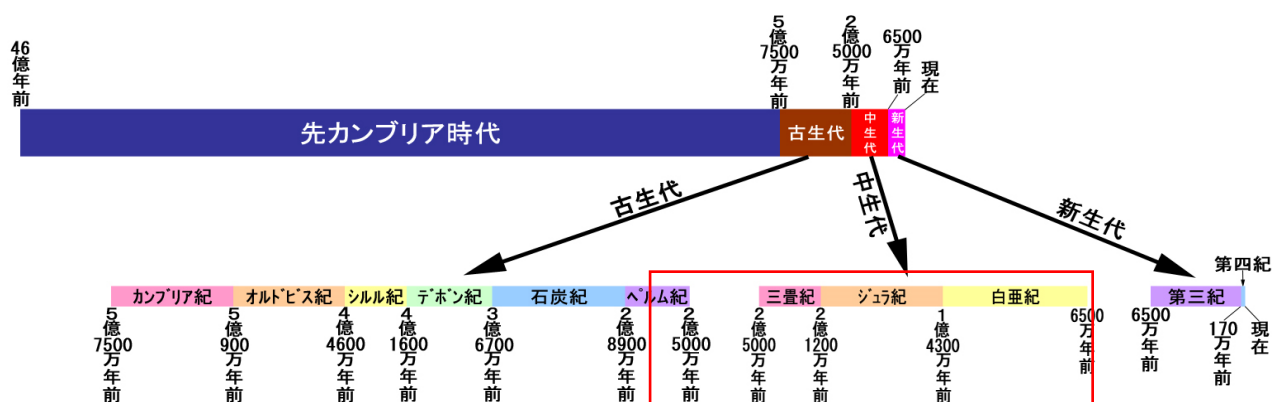 46億年前
5億7500万年前
2億5000万年前
6500万年前
現在
先カンブリア時代
古生代
中生代
新生代
古生代
中生代
新生代
第四紀
カンブリア紀
オルドビス紀
シルル紀
デボン紀
石炭紀
ペルム紀
三畳紀
ジュラ紀
白亜紀
第三紀
5億7500万年前
5億900万年前
4億4600万年前
4億1600万年前
3億6700万年前
2億8900万年前
2億5000万年前
2億5000万年前
2億1200万年前
1億4300万年前
6500万年前
6500万年前
170万年前
現在